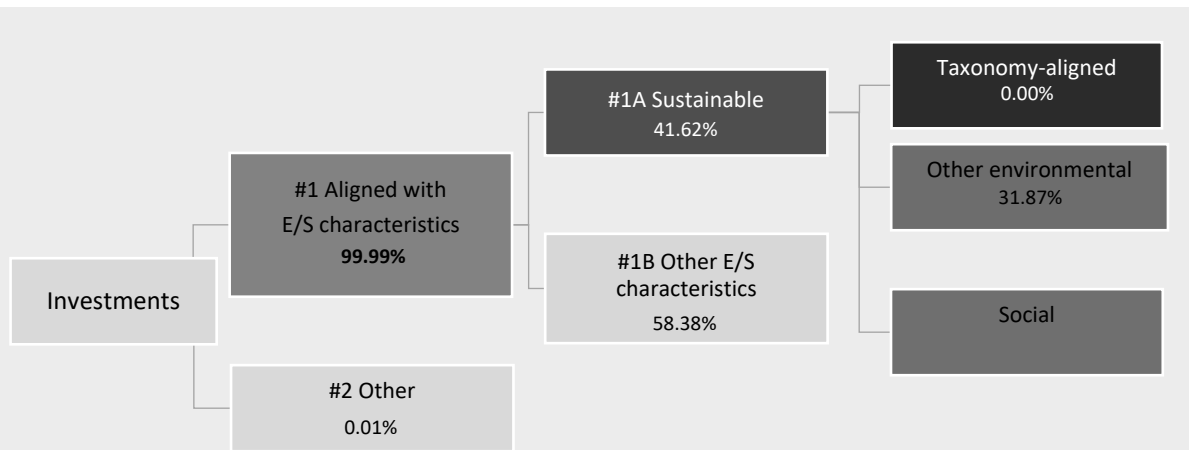 Investments
#1 Aligned with
E/S characteristics
99.99%
#2 Other
0.01%
#1A Sustainable
41.62%
#1B Other E/S
characteristics
58.38%
Taxonomy-aligned
0.00%
Other environmental
31.87%
Social